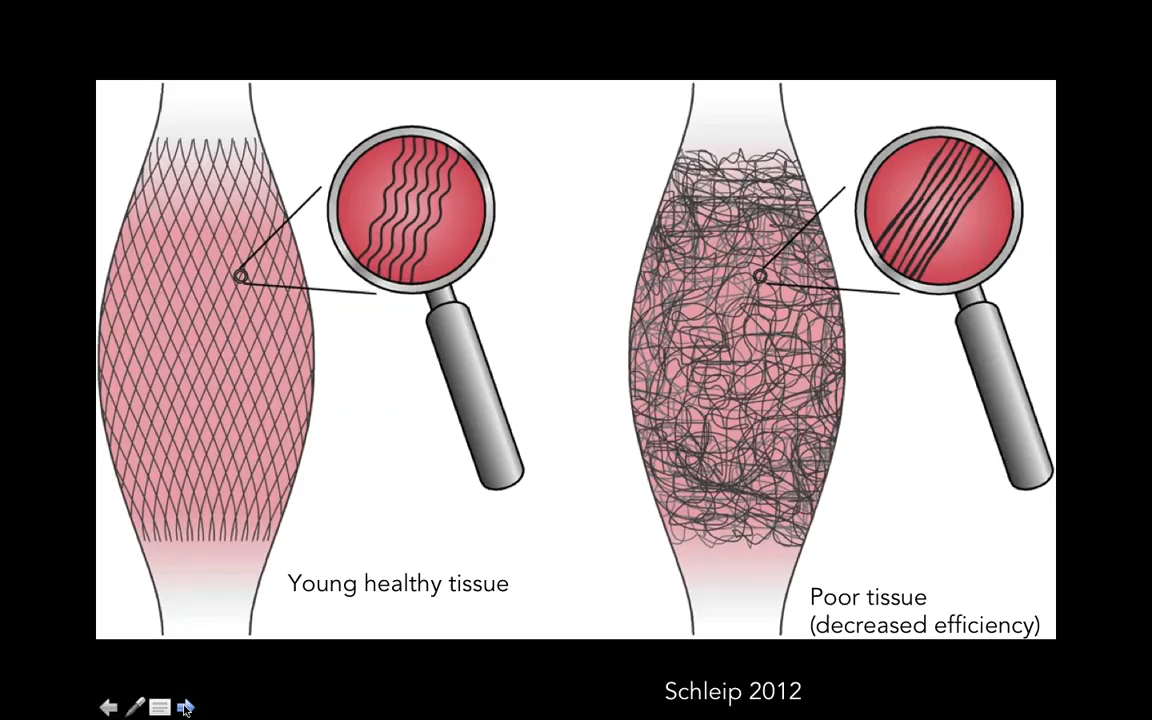 Young healthy tissue
Poor tissue
(decreased efficiency)
Schleip 2012